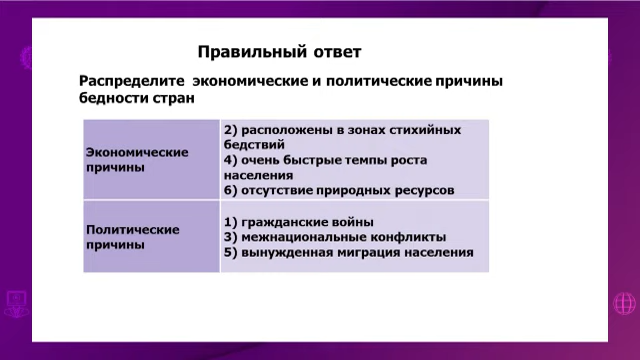 Правильный ответ
Распределите экономические и политические причины
бедности стран
Экономические
причины
2) расположены в зонах стихийных
бедствий
4) очень быстрые темпы роста
населения
6) отсутствие природных ресурсов
Политические
причины
1) гражданские войны
3) межнациональные конфликты
5) вынужденная миграция населения